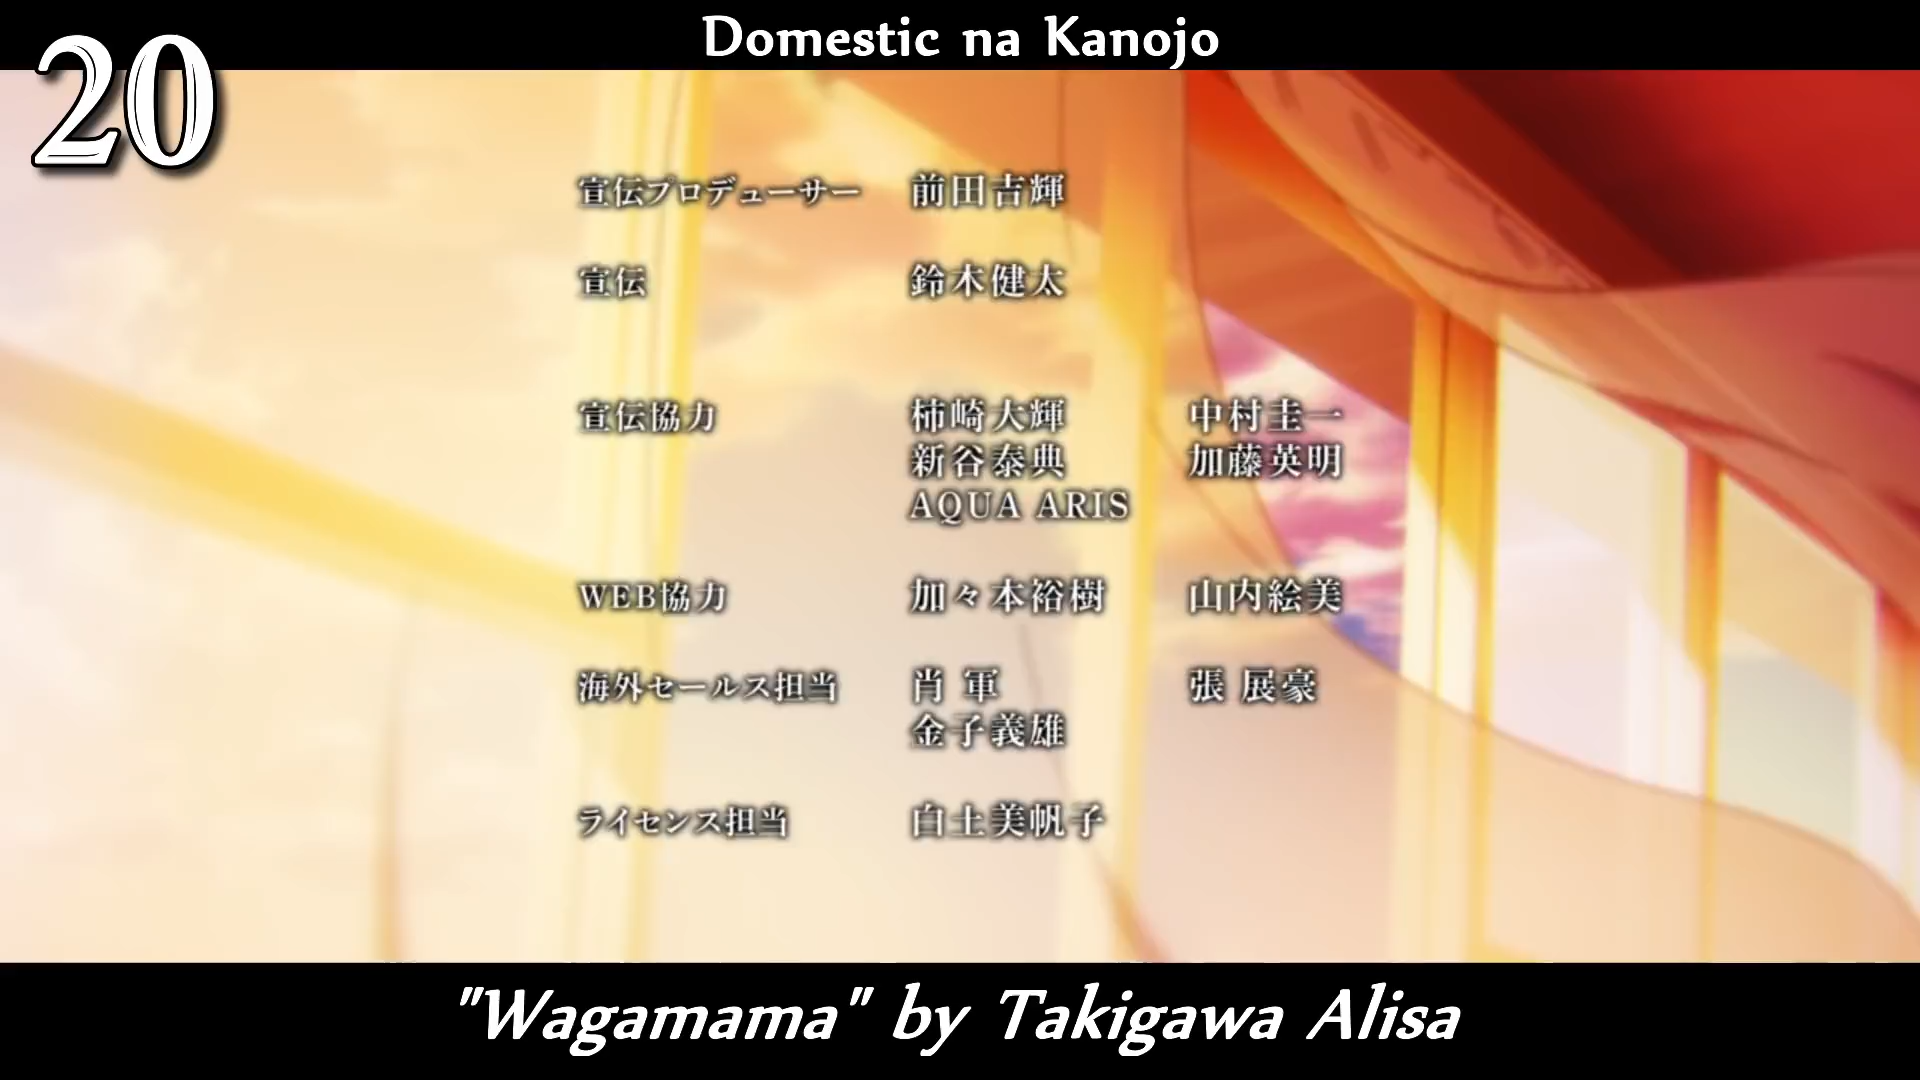 Domestic na Kanojo
20
宣伝プロデューサー 前田吉輝
宣伝 鈴木健太
宣伝協力 柿崎大輝 中村圭一
新谷泰典 加藤英明
AQUA ARIS
WEB協力 加々本裕樹 山内絵美
海外セールス担当 肖 軍 張 展豪
金子義雄
ライセンス担当 白土美帆子
"Wagamama" by Takigawa Alisa